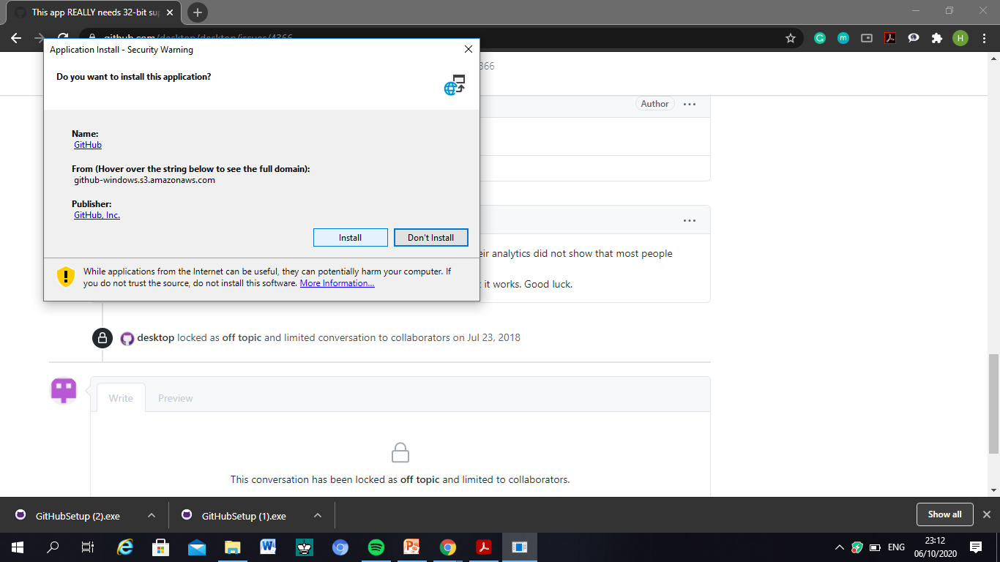 This app REALLY needs 32-bit sup
github.com/desktop/desktop/issues/4366
H
Application Install - Security Warning
Do you want to install this application?
Name:
GitHub
From (Hover over the string below to see the full domain):
github-windows.s3.amazonaws.com
Publisher:
GitHub, Inc.
Install
Don't Install
While applications from the Internet can be useful, they can potentially harm your computer. If
you do not trust the source, do not install this software. More Information...
366
Author
eir analytics did not show that most people
it works. Good luck.
desktop locked as off topic and limited conversation to collaborators on Jul 23, 2018
Write
Preview
This conversation has been locked as off topic and limited to collaborators.
GitHubSetup (2).exe
GitHubSetup (1).exe
Show all
ENG
23:12
06/10/2020